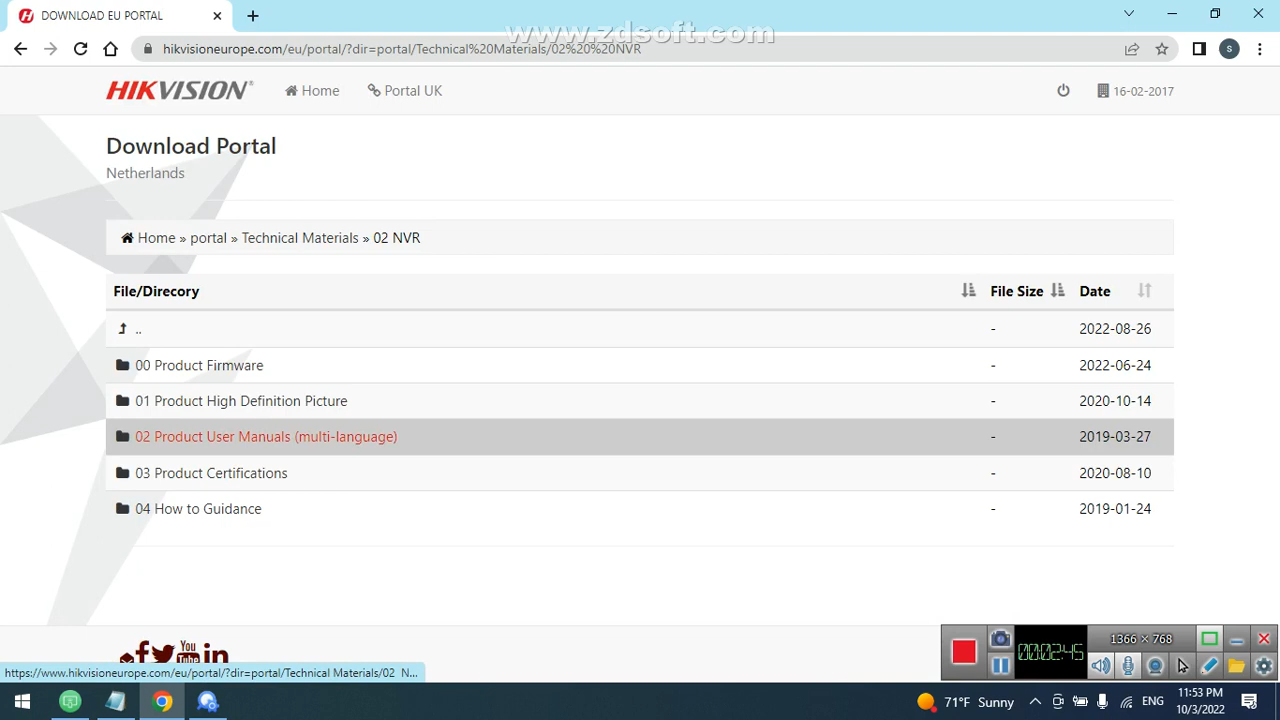 DOWNLOAD EU PORTAL
www.zdsoft.com
hikvisioneurope.com/eu/portal/?dir=portal/Technical%20Materials/02%20%20NVR
S
HIKVISION®
Home
Portal UK
16-02-2017
Download Portal
Netherlands
Home » portal » Technical Materials » 02 NVR
File/Direcory File Size Date
.. - 2022-08-26
00 Product Firmware - 2022-06-24
01 Product High Definition Picture - 2020-10-14
02 Product User Manuals (multi-language) - 2019-03-27
03 Product Certifications - 2020-08-10
04 How to Guidance - 2019-01-24
You
https://www.hikvisioneurope.com/eu/portal/?dir=portal/Technical Materials/02 N...
00:02:45
1366 × 768
71°F Sunny
ENG
11:53 PM
10/3/2022